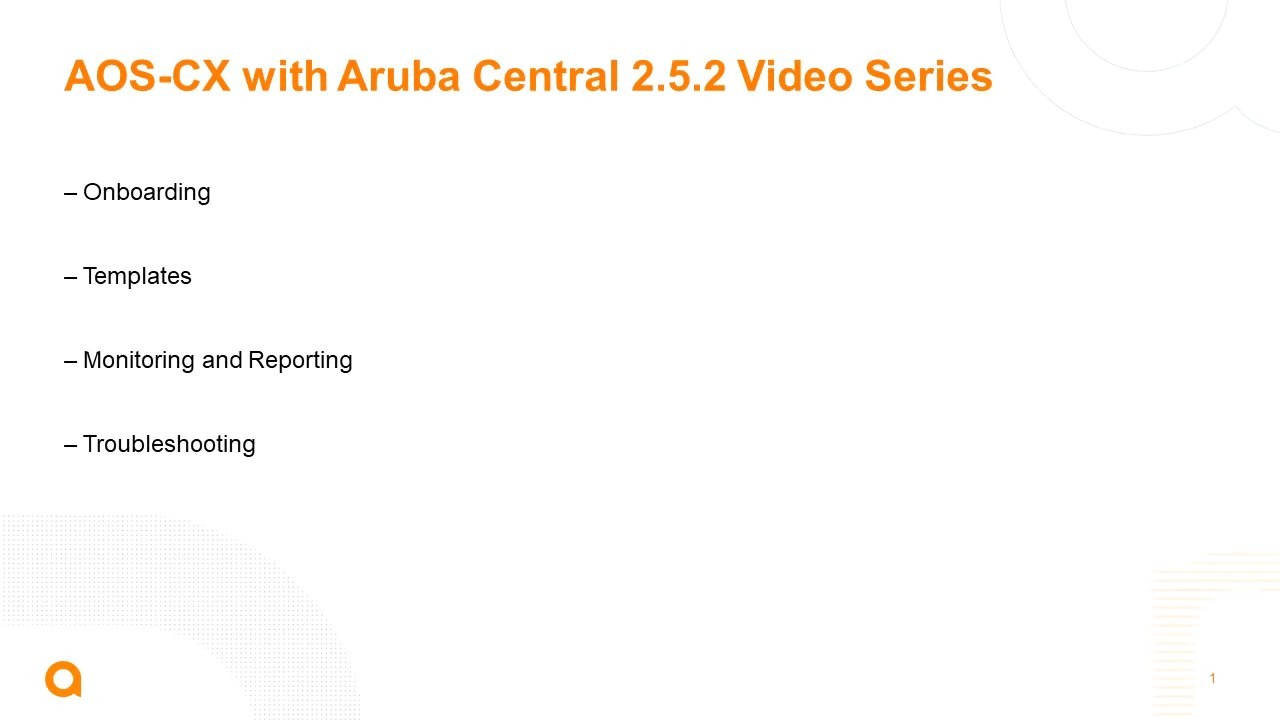 AOS-CX with Aruba Central 2.5.2 Video Series
– Onboarding
– Templates
– Monitoring and Reporting
– Troubleshooting
1